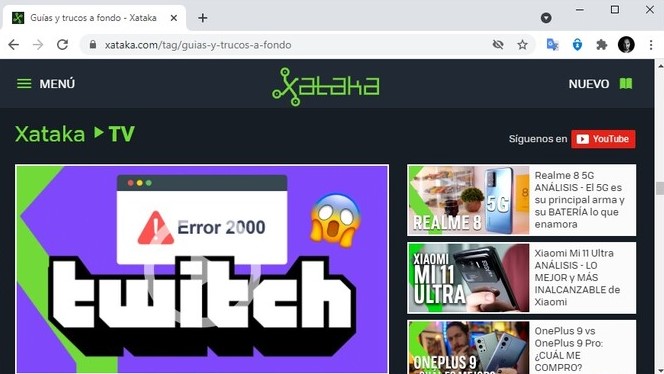 Guías y trucos a fondo - Xataka
xataka.com/tag/guias-y-trucos-a-fondo
MENÚ
Xataka
NUEVO
Xataka TV
Síguenos en YouTube
Error 2000
twitch
REALME 8
5G
Realme 8 5G
ANÁLISIS - El 5G es
su principal arma y
su BATERÍA lo que
enamora
XIAOMI
MI 11
ULTRA
Xiaomi Mi 11 Ultra
ANÁLISIS - LO
MEJOR y MÁS
INALCANZABLE de
Xiaomi
ONEPLUS 9
OnePlus 9 vs
OnePlus 9 Pro:
¿CUÁL ME
COMPRO?